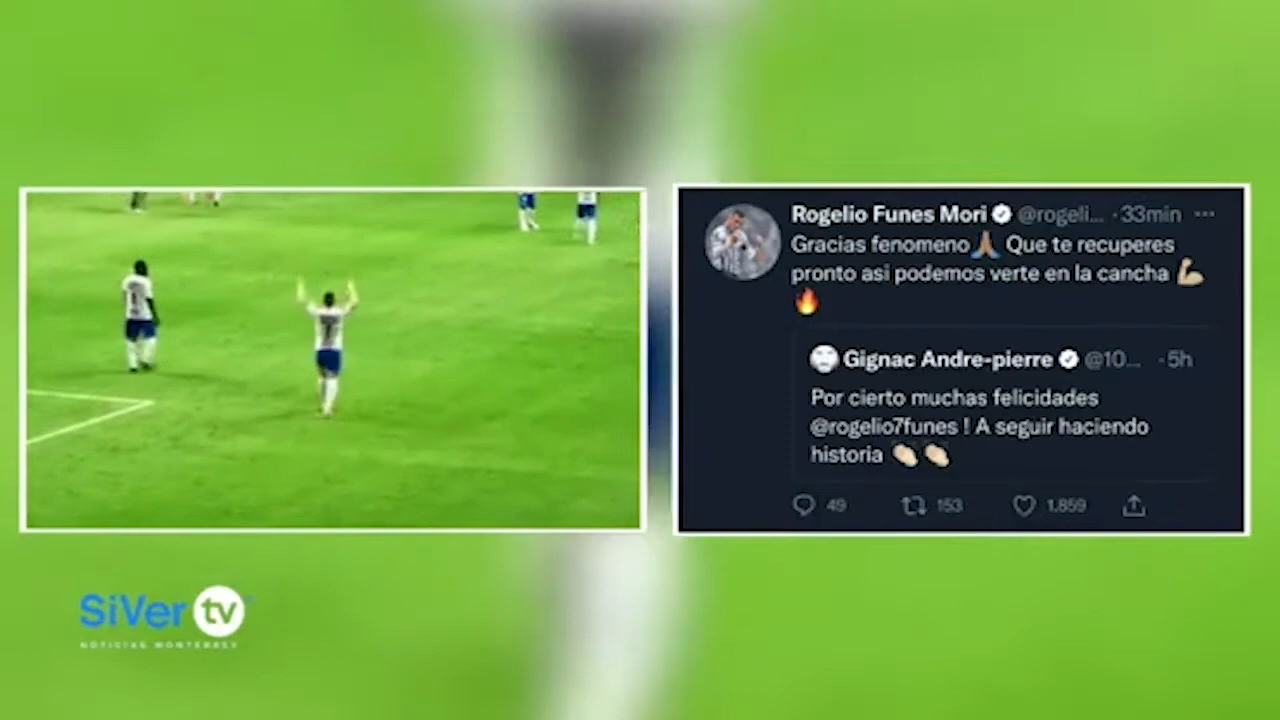 Rogelio Funes Mori @rogeli... · 33min ···
Gracias fenomeno🙏🏽 Que te recuperes
pronto asi podemos verte en la cancha 💪🏼
🔥
Gignac Andre-pierre @10... · 5h
Por cierto muchas felicidades
@rogelio7funes ! A seguir haciendo
historia 👏🏻 👏🏻
49 153 1.859
SiVer tv
NOTICIAS MONTERREY